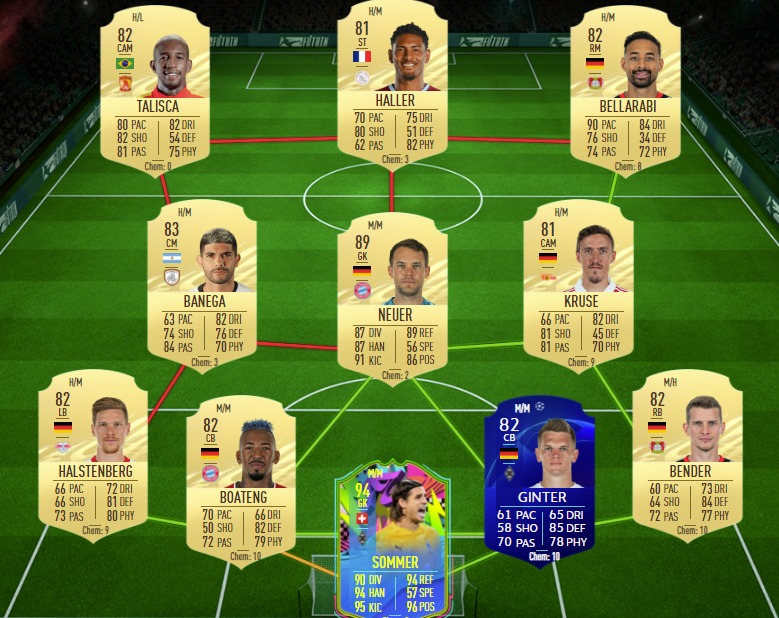 H/L
82
CAM
TALISCA
80 PAC 82 DRI
82 SHO 54 DEF
81 PAS 75 PHY
Chem: 0
H/M
81
ST
HALLER
70 PAC 75 DRI
80 SHO 51 DEF
62 PAS 82 PHY
Chem: 3
H/M
82
RM
BELLARABI
90 PAC 84 DRI
76 SHO 34 DEF
74 PAS 72 PHY
Chem: 8
H/M
83
CM
BANEGA
63 PAC 82 DRI
74 SHO 76 DEF
84 PAS 70 PHY
Chem: 3
M/M
89
GK
NEUER
87 DIV 89 REF
87 HAN 56 SPE
91 KIC 86 POS
Chem: 2
H/M
81
CAM
KRUSE
66 PAC 82 DRI
81 SHO 45 DEF
81 PAS 70 PHY
Chem: 9
H/M
82
LB
HALSTENBERG
66 PAC 72 DRI
66 SHO 81 DEF
73 PAS 80 PHY
Chem: 9
M/M
82
CB
BOATENG
70 PAC 66 DRI
50 SHO 82 DEF
72 PAS 79 PHY
Chem: 10
M/M
94
GK
SOMMER
90 DIV 94 REF
94 HAN 57 SPE
95 KIC 96 POS
M/M
82
CB
GINTER
61 PAC 65 DRI
58 SHO 85 DEF
70 PAS 78 PHY
Chem: 10
M/H
82
RB
BENDER
60 PAC 73 DRI
64 SHO 84 DEF
72 PAS 77 PHY
Chem: 10